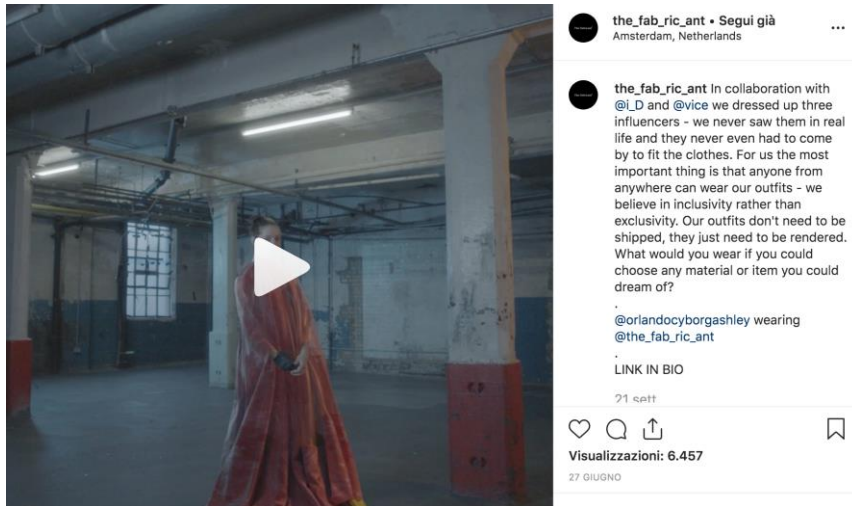 the_fab_ric_ant • Segui già
Amsterdam, Netherlands
the_fab_ric_ant In collaboration with
@i_D and @vice we dressed up three
influencers - we never saw them in real
life and they never even had to come
by to fit the clothes. For us the most
important thing is that anyone from
anywhere can wear our outfits - we
believe in inclusivity rather than
exclusivity. Our outfits don't need to be
shipped, they just need to be rendered.
What would you wear if you could
choose any material or item you could
dream of?
.
@orlandocyborgashley wearing
@the_fab_ric_ant
.
LINK IN BIO
21 sett
Visualizzazioni: 6.457
27 GIUGNO